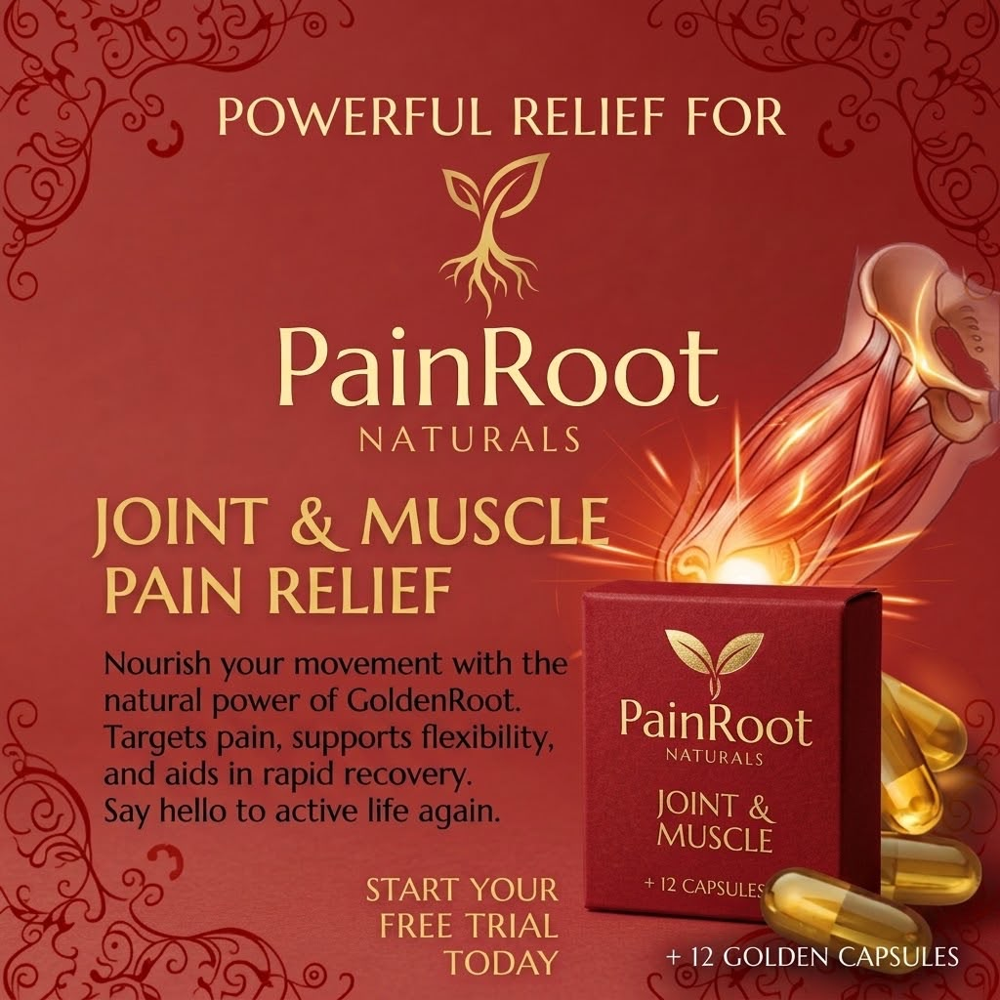 POWERFUL RELIEF FOR
PainRoot
NATURALS
JOINT & MUSCLE
PAIN RELIEF
Nourish your movement with the
natural power of GoldenRoot.
Targets pain, supports flexibility,
and aids in rapid recovery.
Say hello to active life again.
START YOUR
FREE TRIAL
TODAY
PainRoot
NATURALS
JOINT &
MUSCLE
+ 12 CAPSULES
+ 12 GOLDEN CAPSULES